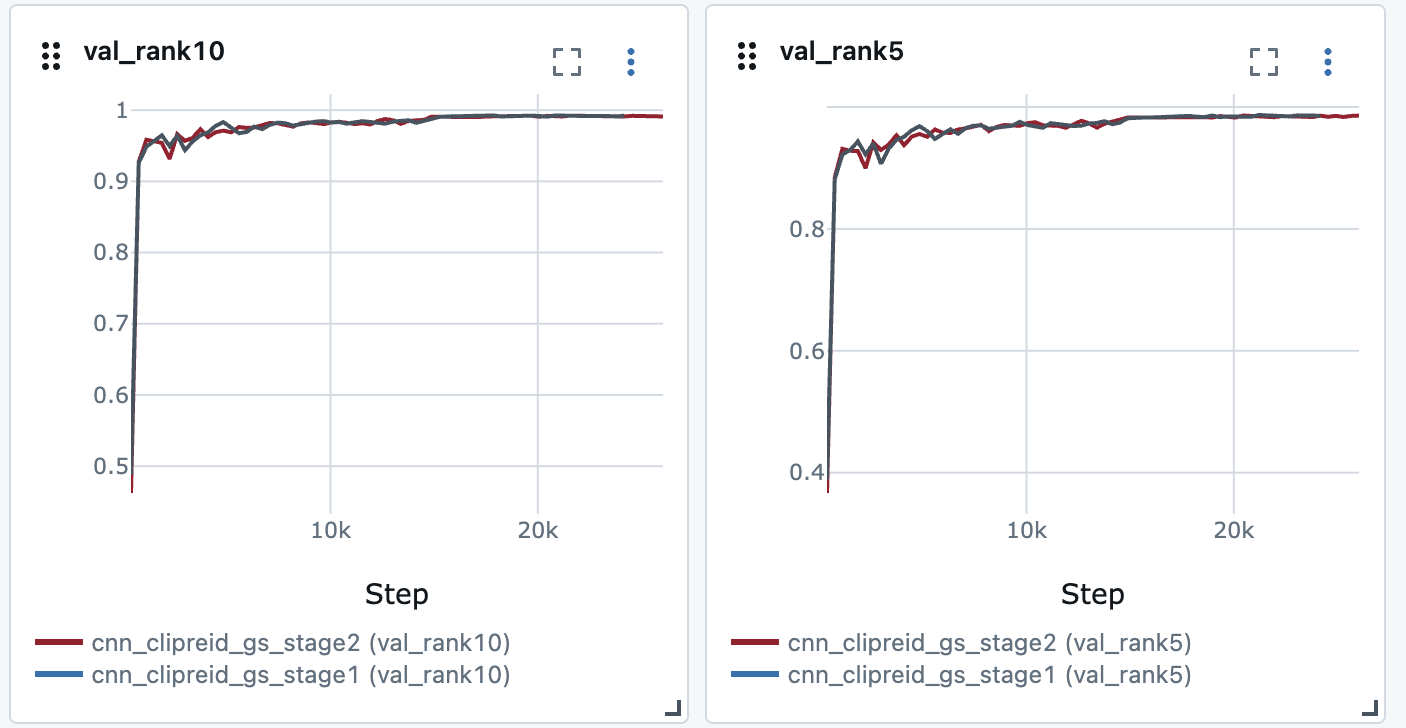 val_rank10
1
0.9
0.8
0.7
0.6
0.5
10k 20k
Step
cnn_clipreid_gs_stage2 (val_rank10)
cnn_clipreid_gs_stage1 (val_rank10)
val_rank5
0.8
0.6
0.4
10k 20k
Step
cnn_clipreid_gs_stage2 (val_rank5)
cnn_clipreid_gs_stage1 (val_rank5)